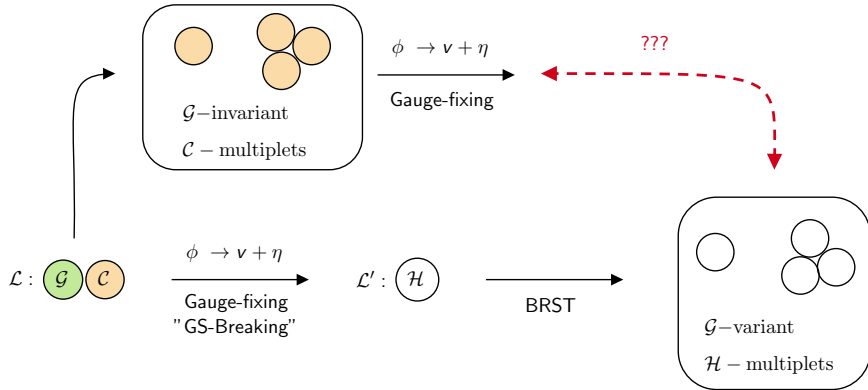 𝒢−invariant
𝒞 − multiplets
ϕ → v + η
Gauge-fixing
???
ℒ : 𝒢 𝒞
ϕ → v + η
Gauge-fixing
"GS-Breaking"
ℒ′ : ℋ
BRST
𝒢−variant
ℋ − multiplets